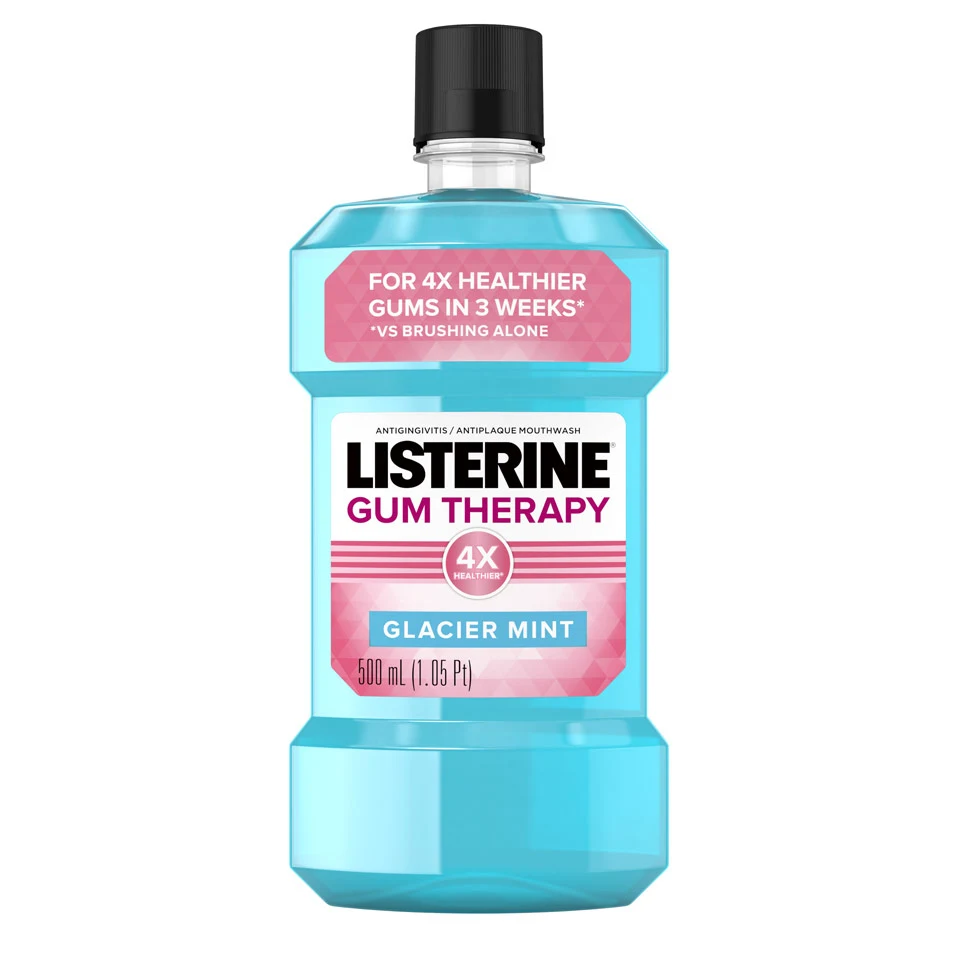 FOR 4X HEALTHIER
GUMS IN 3 WEEKS*
*VS BRUSHING ALONE
ANTIGINGIVITIS / ANTIPLAQUE MOUTHWASH
LISTERINE®
GUM THERAPY
4X
HEALTHIER*
GLACIER MINT
500 mL (1.05 Pt)